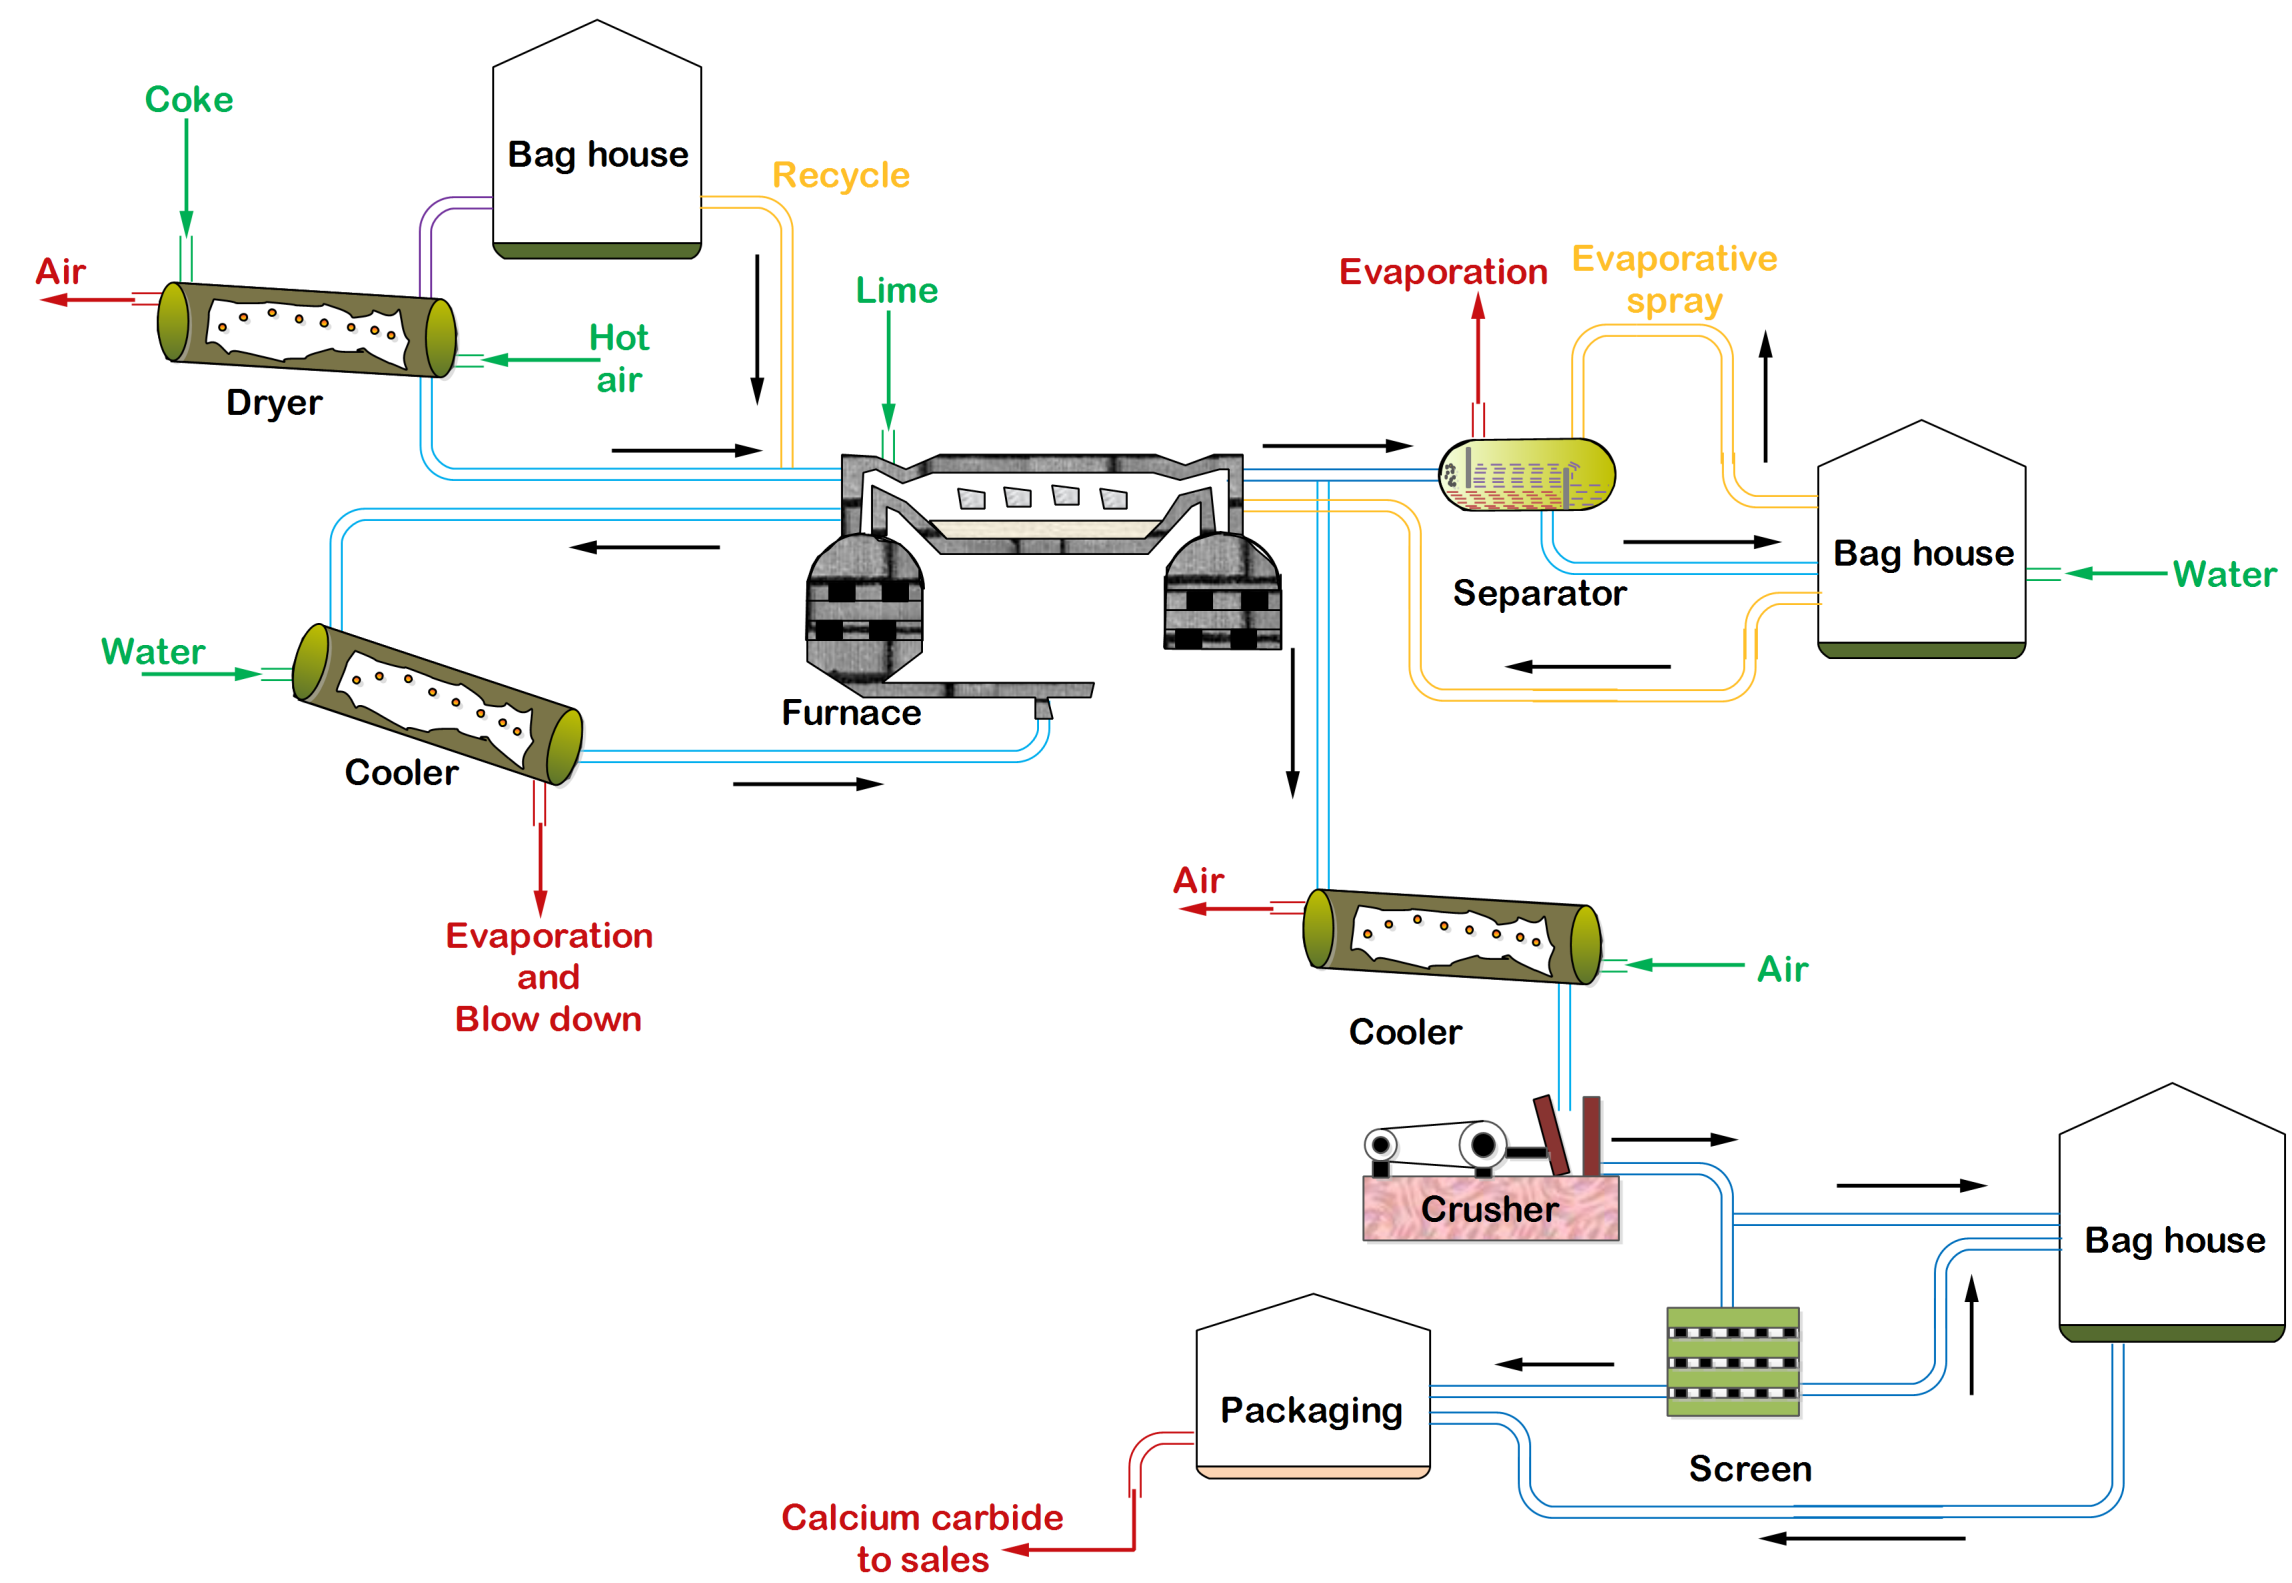 Coke
Bag house
Recycle
Air
Hot
air
Dryer
Lime
Evaporation
Evaporative
spray
Bag house
Water
Separator
Water
Furnace
Cooler
Evaporation
and
Blow down
Air
Air
Cooler
Crusher
Bag house
Packaging
Screen
Calcium carbide
to sales